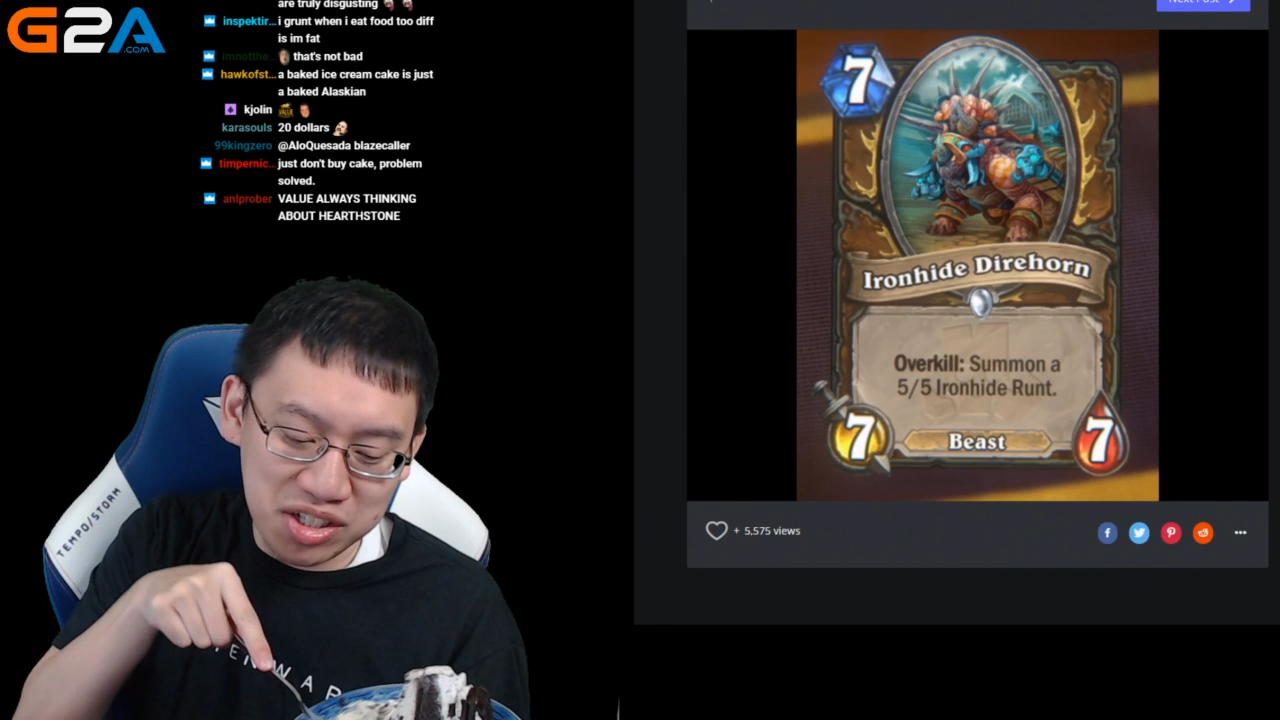 G2A
.COM
are truly disgusting
inspektir... i grunt when i eat food too diff
is im fat
imnotthe... that's not bad
hawkofst... a baked ice cream cake is just
a baked Alaskian
kjolin
karasouls 20 dollars
99kingzero @AloQuesada blazecaller
timpernic... just don't buy cake, problem
solved.
anlprober VALUE ALWAYS THINKING
ABOUT HEARTHSTONE
TEMPO/STORM
Next Post
7
Ironhide Direhorn
Overkill: Summon a
5/5 Ironhide Runt.
7
Beast
7
+ 5,575 views